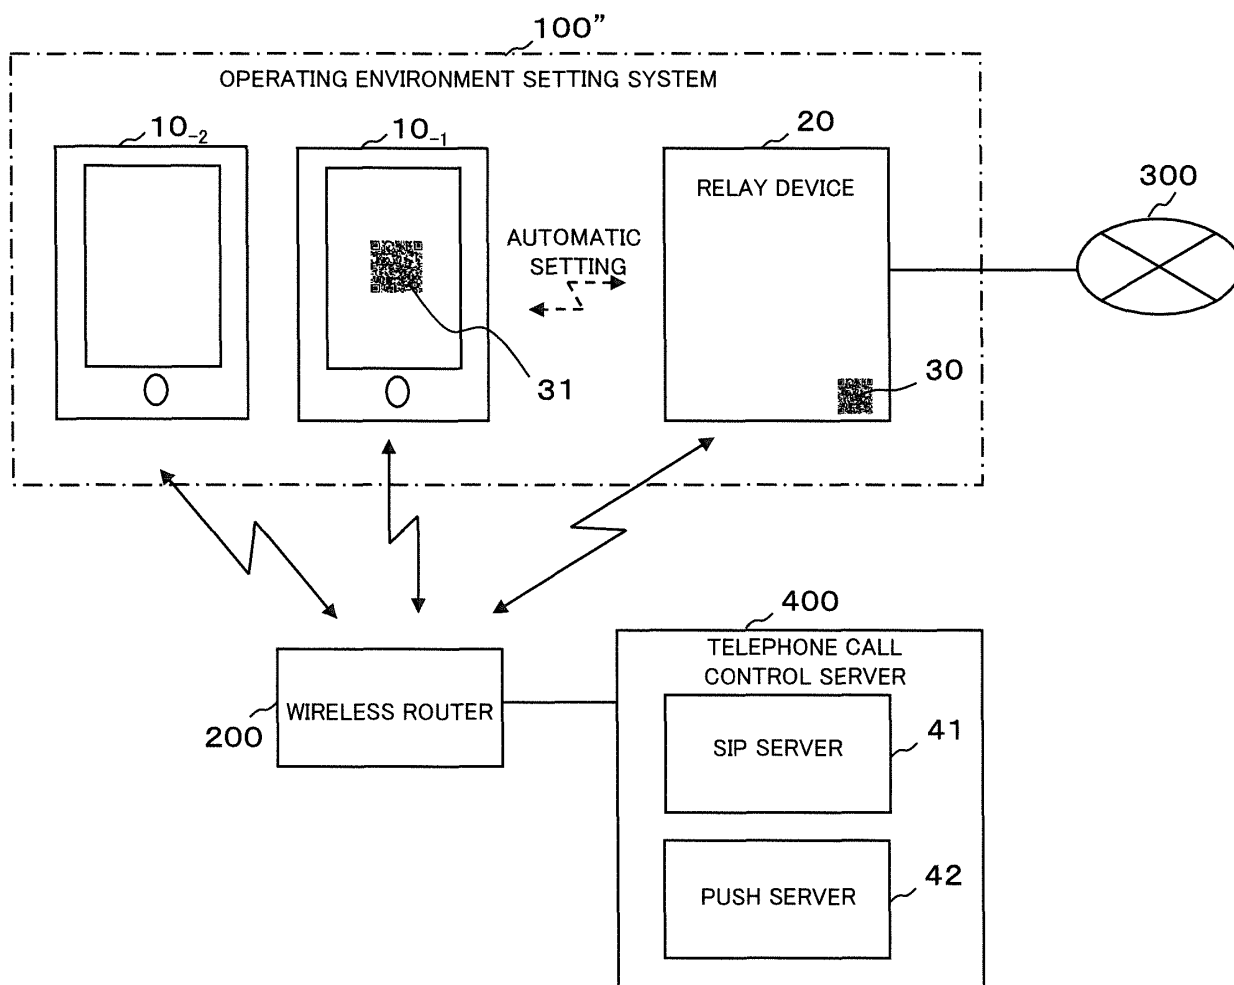 100”
OPERATING ENVIRONMENT SETTING SYSTEM
10-2
10-1
20
RELAY DEVICE
300
AUTOMATIC
SETTING
31
30
400
TELEPHONE CALL
CONTROL SERVER
200
WIRELESS ROUTER
SIP SERVER
41
PUSH SERVER
42